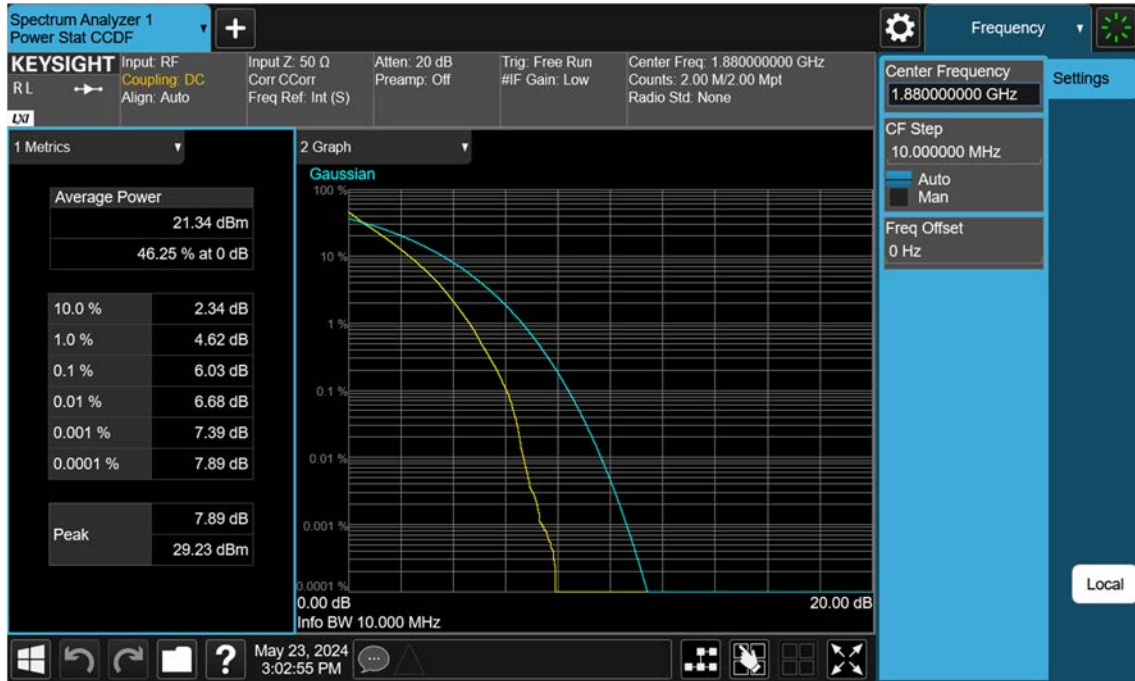 Spectrum Analyzer 1
Power Stat CCDF
Frequency
KEYSIGHT
R L
LXI
Input: RF
Coupling: DC
Align: Auto
Input Z: 50 Ω
Corr CCorr
Freq Ref: Int (S)
Atten: 20 dB
Preamp: Off
Trig: Free Run
#IF Gain: Low
Center Freq: 1.880000000 GHz
Counts: 2.00 M/2.00 Mpt
Radio Std: None
Center Frequency
1.880000000 GHz
Settings
CF Step
10.000000 MHz
Auto
Man
Freq Offset
0 Hz
1 Metrics
Average Power
21.34 dBm
46.25 % at 0 dB
10.0 % 2.34 dB
1.0 % 4.62 dB
0.1 % 6.03 dB
0.01 % 6.68 dB
0.001 % 7.39 dB
0.0001 % 7.89 dB
Peak
7.89 dB
29.23 dBm
2 Graph
Gaussian
100 %
10 %
1 %
0.1 %
0.01 %
0.001 %
0.0001 %
0.00 dB 20.00 dB
Info BW 10.000 MHz
Local
?
May 23, 2024
3:02:55 PM